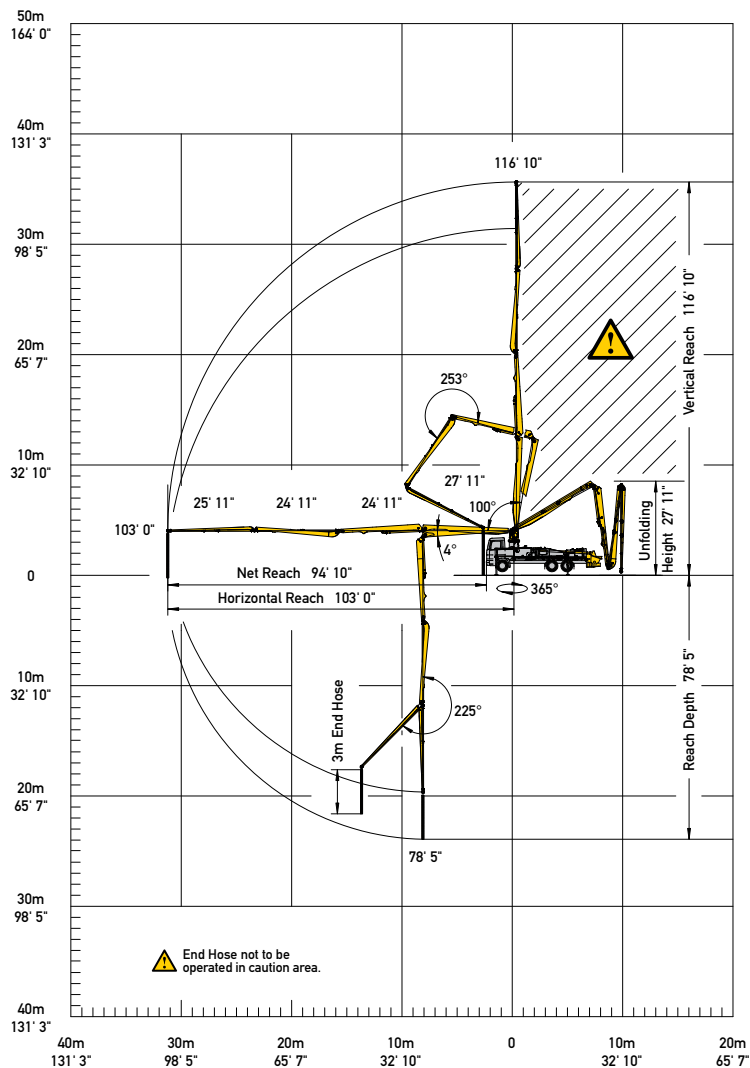 50m
164' 0"
40m
131' 3"
116' 10"
30m
98' 5"
Vertical Reach 116' 10"
20m
65' 7"
253°
10m
32' 10"
27' 11"
25' 11" 24' 11" 24' 11"
100°
Unfolding
Height 27' 11"
103' 0"
4°
0
Net Reach 94' 10"
365°
Horizontal Reach 103' 0"
10m
32' 10"
225°
3m End Hose
Reach Depth 78' 5"
20m
65' 7"
78' 5"
30m
98' 5"
End Hose not to be
operated in caution area.
40m
131' 3"
40m 30m 20m 10m 0 10m 20m
131' 3" 98' 5" 65' 7" 32' 10" 32' 10" 65' 7"